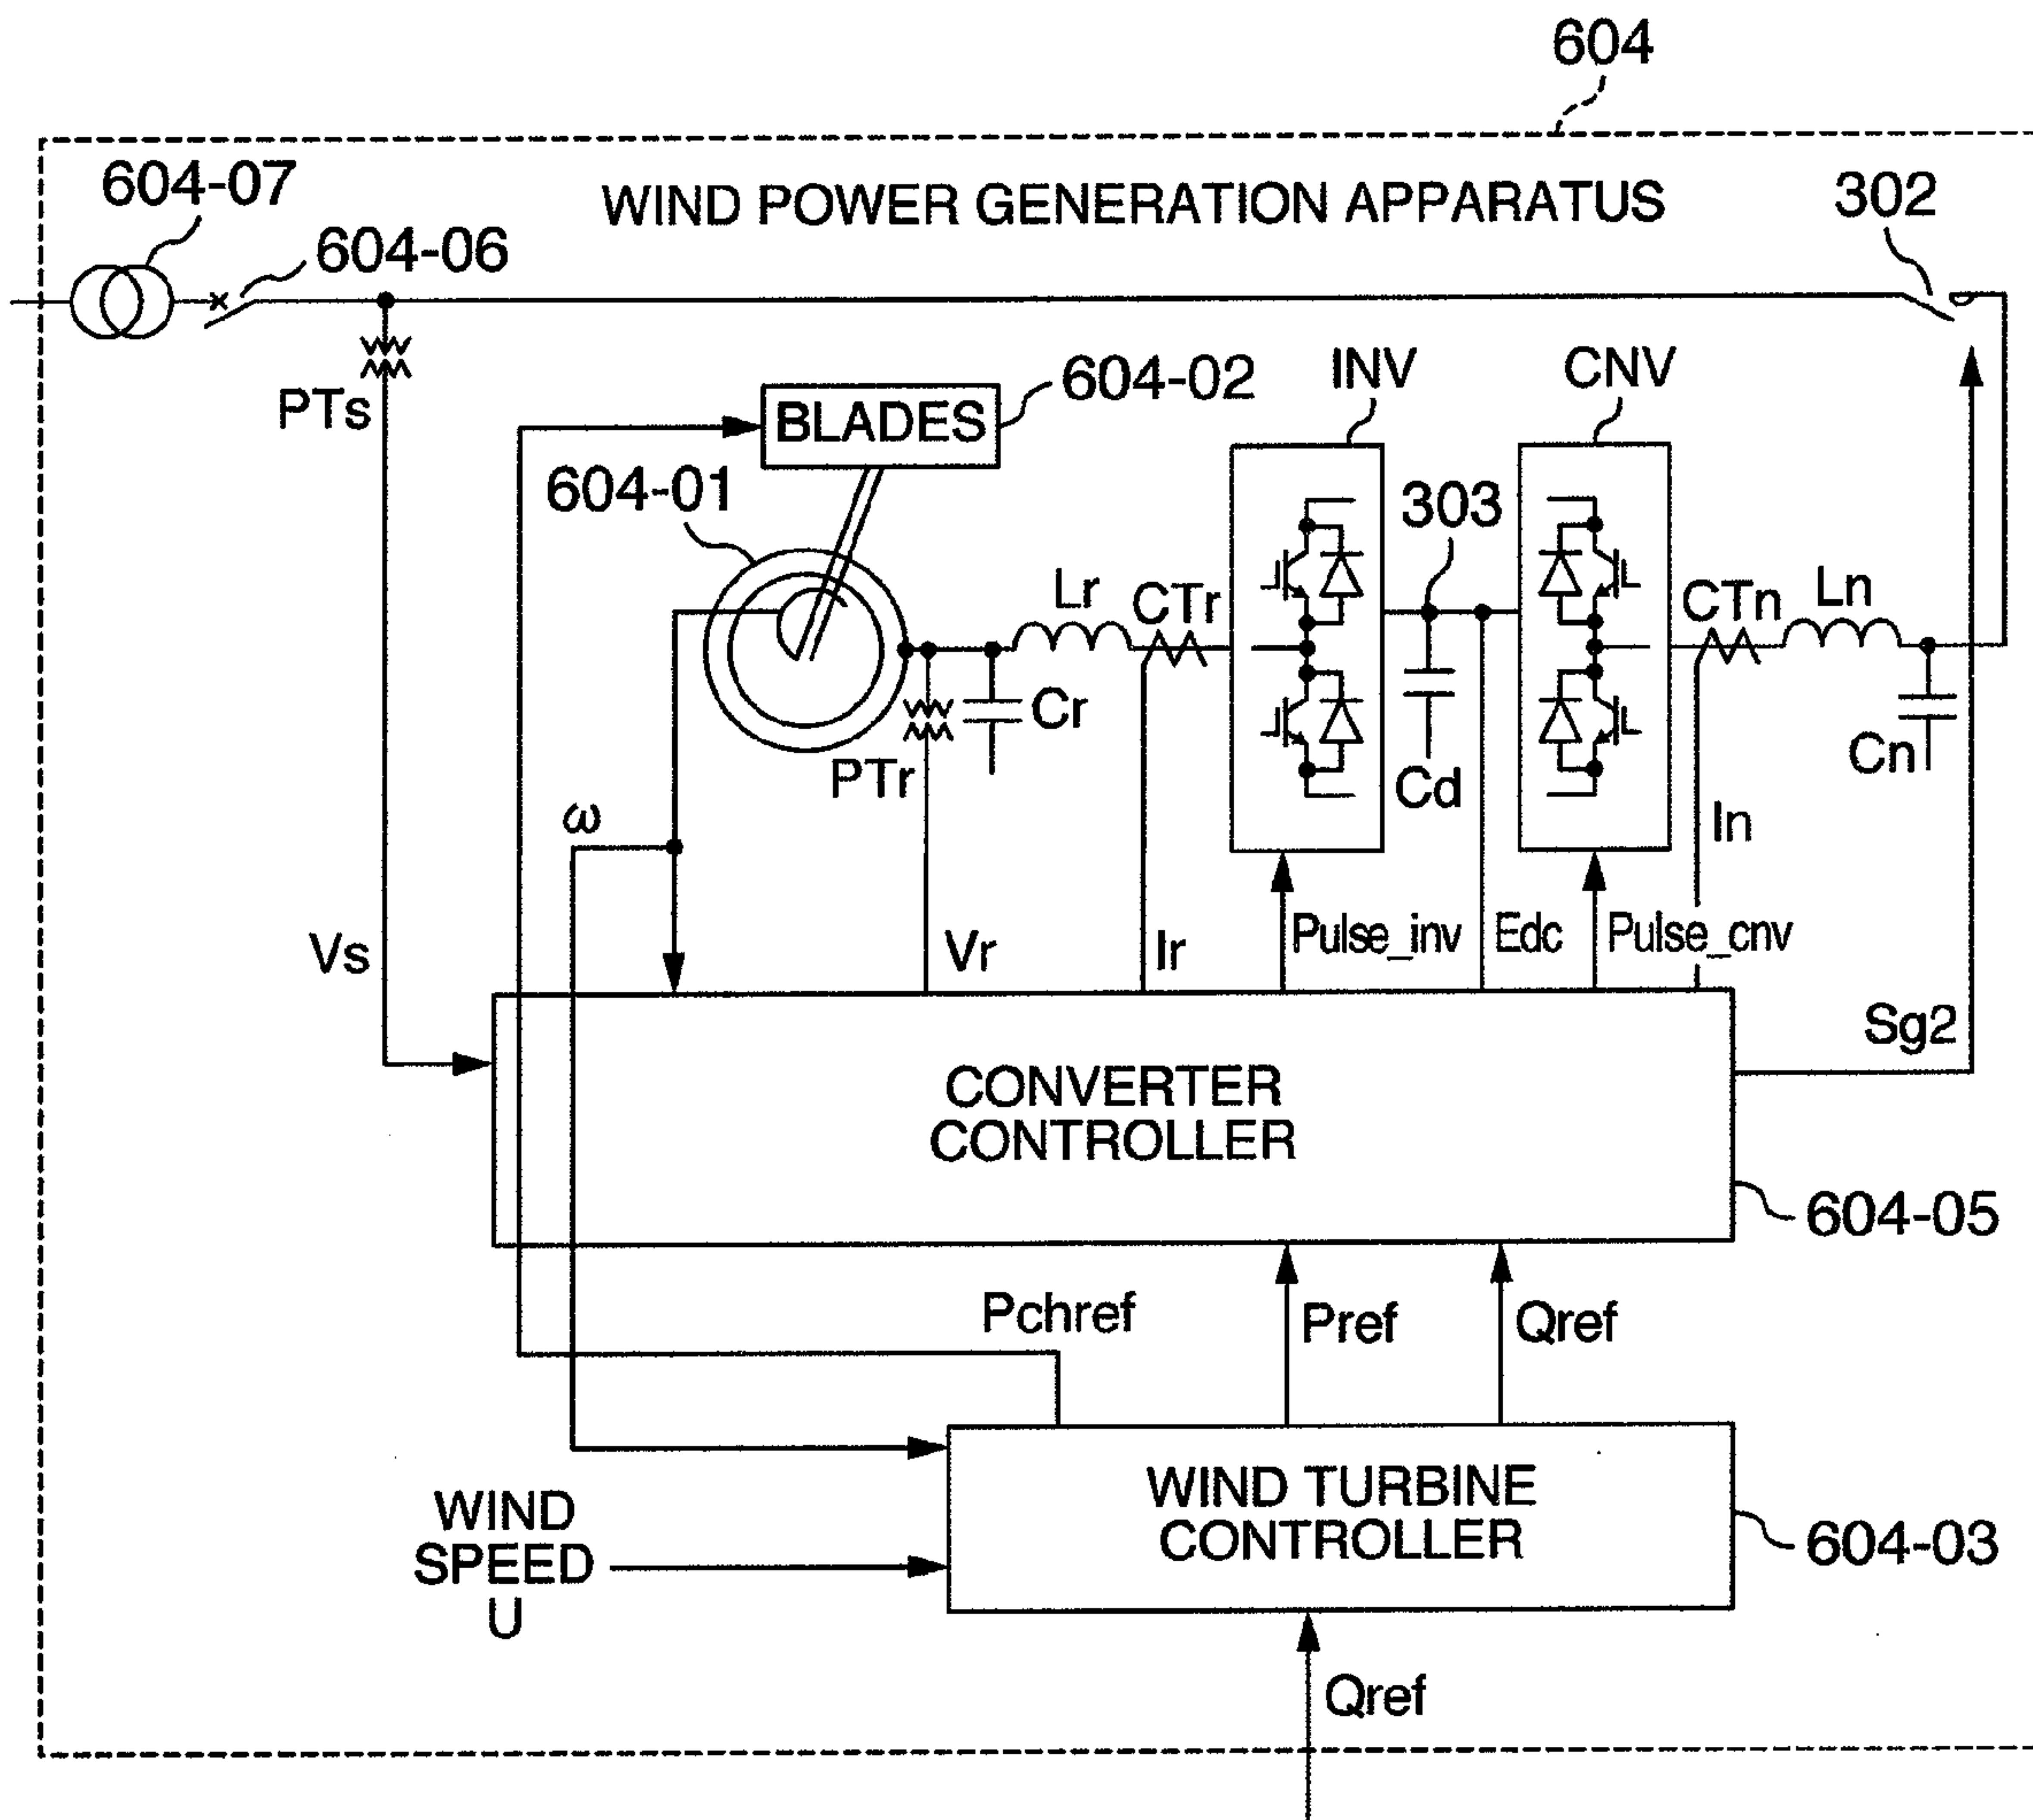 604
604-07
WIND POWER GENERATION APPARATUS
302
604-06
PTs
604-02
INV
CNV
BLADES
604-01
303
Lr
CTr
CTn
Ln
Cr
PTr
Cd
Cn
ω
In
Vs
Vr
Ir
Pulse_inv
Edc
Pulse_cnv
Sg2
CONVERTER
CONTROLLER
604-05
Pchref
Pref
Qref
WIND TURBINE
CONTROLLER
604-03
WIND
SPEED
U
Qref